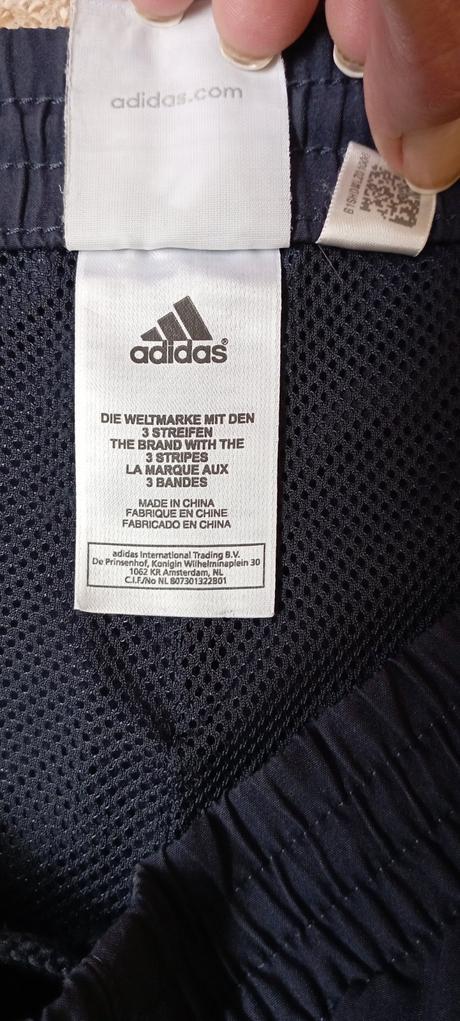 adidas.com
adidas®
DIE WELTMARKE MIT DEN
3 STREIFEN
THE BRAND WITH THE
3 STRIPES
LA MARQUE AUX
3 BANDES
MADE IN CHINA
FABRIQUE EN CHINE
FABRICADO EN CHINA
adidas International Trading B.V.
De Prinsenhof, Konigin Wilhelminaplein 30
1062 KR Amsterdam, NL
C.I.F./No NL 807301322B01